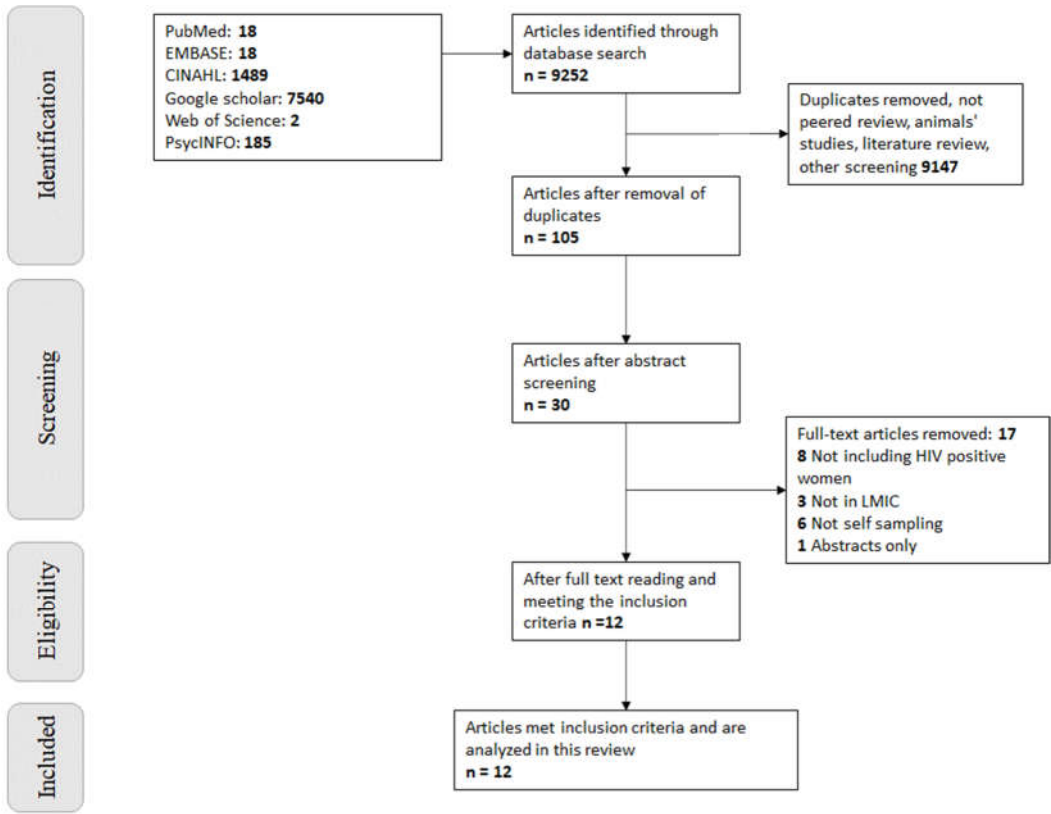 Identification
PubMed: 18
EMBASE: 18
CINAHL: 1489
Google scholar: 7540
Web of Science: 2
PsycINFO: 185
Articles identified through
database search
n = 9252
Duplicates removed, not
peered review, animals'
studies, literature review,
other screening 9147
Articles after removal of
duplicates
n = 105
Screening
Articles after abstract
screening
n = 30
Full-text articles removed: 17
8 Not including HIV positive
women
3 Not in LMIC
6 Not self sampling
1 Abstracts only
Eligibility
After full text reading and
meeting the inclusion
criteria n =12
Included
Articles met inclusion criteria and are
analyzed in this review
n = 12